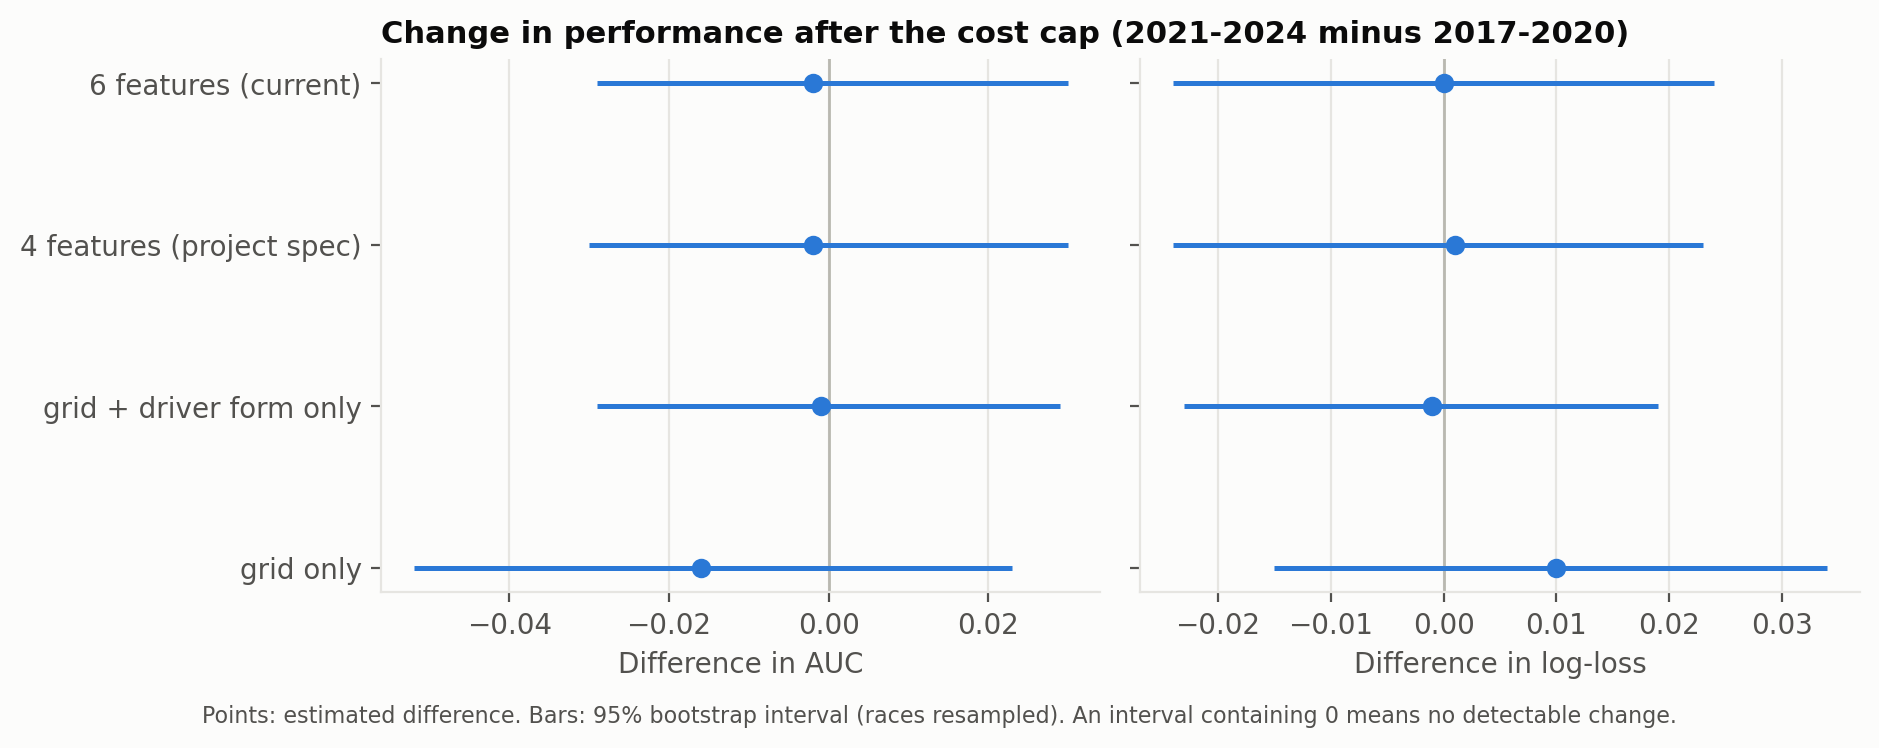 Change in performance after the cost cap (2021-2024 minus 2017-2020)
6 features (current)
4 features (project spec)
grid + driver form only
grid only
−0.04 −0.02 0.00 0.02
Difference in AUC
−0.02 −0.01 0.00 0.01 0.02 0.03
Difference in log-loss
Points: estimated difference. Bars: 95% bootstrap interval (races resampled). An interval containing 0 means no detectable change.